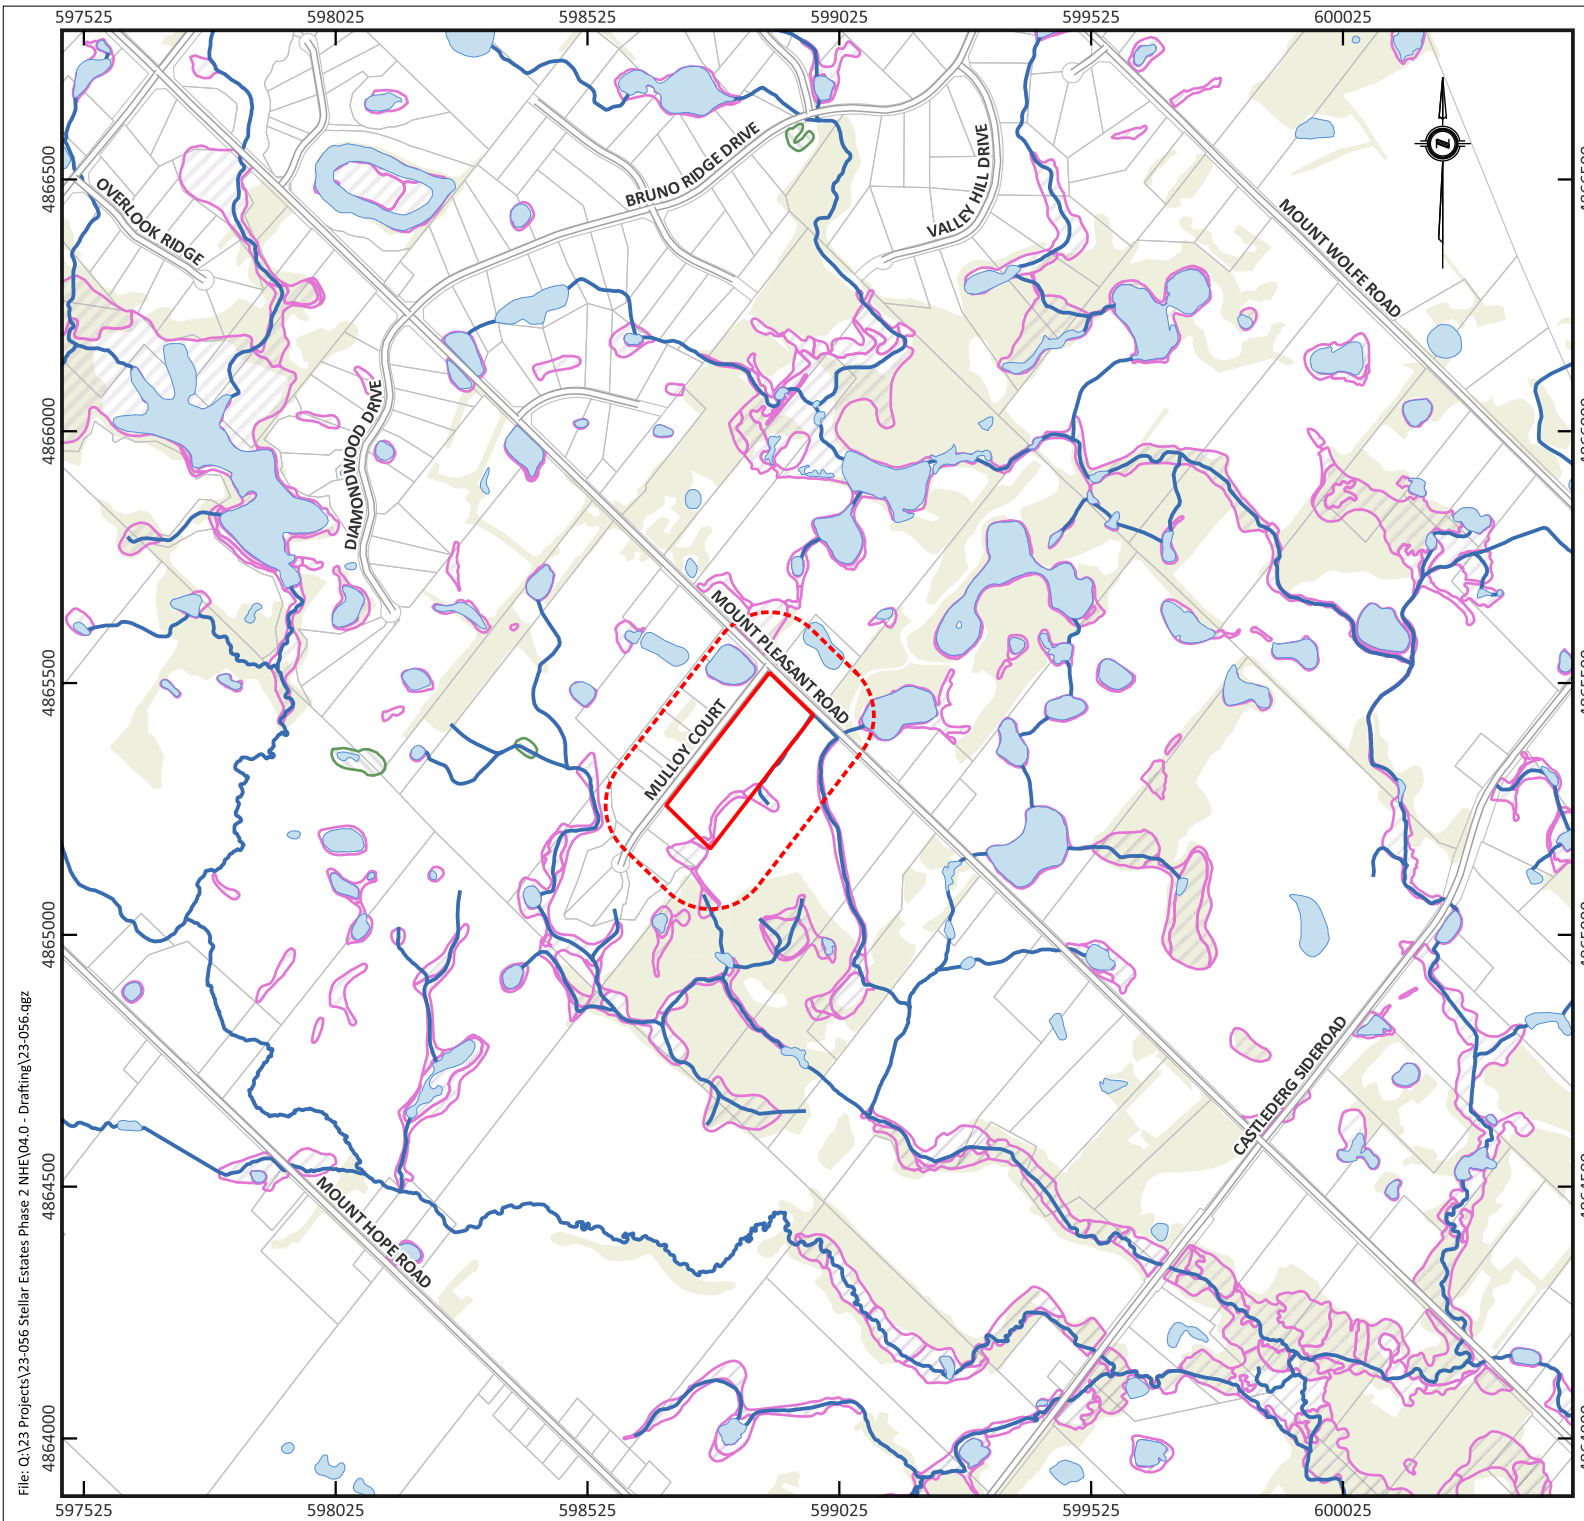 597525
598025
598525
599025
599525
600025
4866500
4866000
4865500
4865000
4864500
4864000
OVERLOOK RIDGE
BRUNO RIDGE DRIVE
VALLEY HILL DRIVE
MOUNT WOLFE ROAD
DIAMONDWOOD DRIVE
MOUNT PLEASANT ROAD
MULLOY COURT
CASTLEDERG SIDEROAD
MOUNT HOPE ROAD
File: Q:\23 Projects\23-056 Stellar Estates Phase 2 NHE\04.0 - Drafting\23-056.qgz
597525
598025
598525
599025
599525
600025